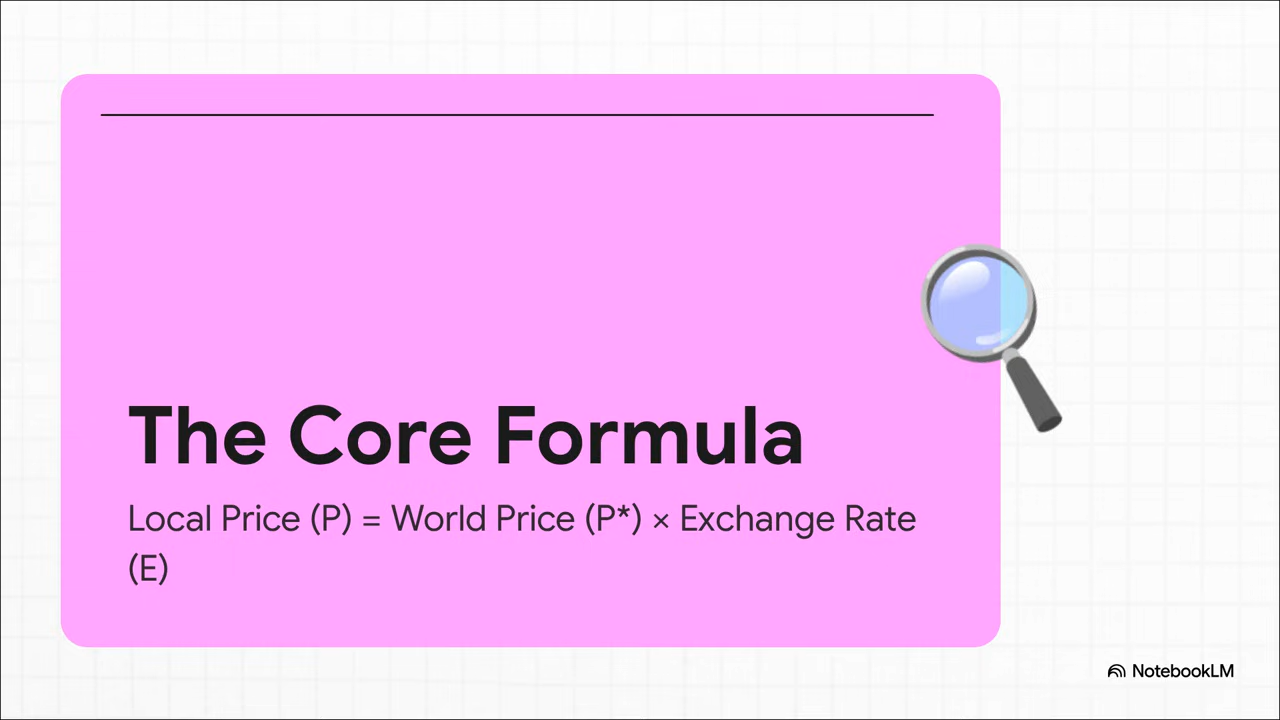 The Core Formula
Local Price (P) = World Price (P*) × Exchange Rate
(E)
NotebookLM